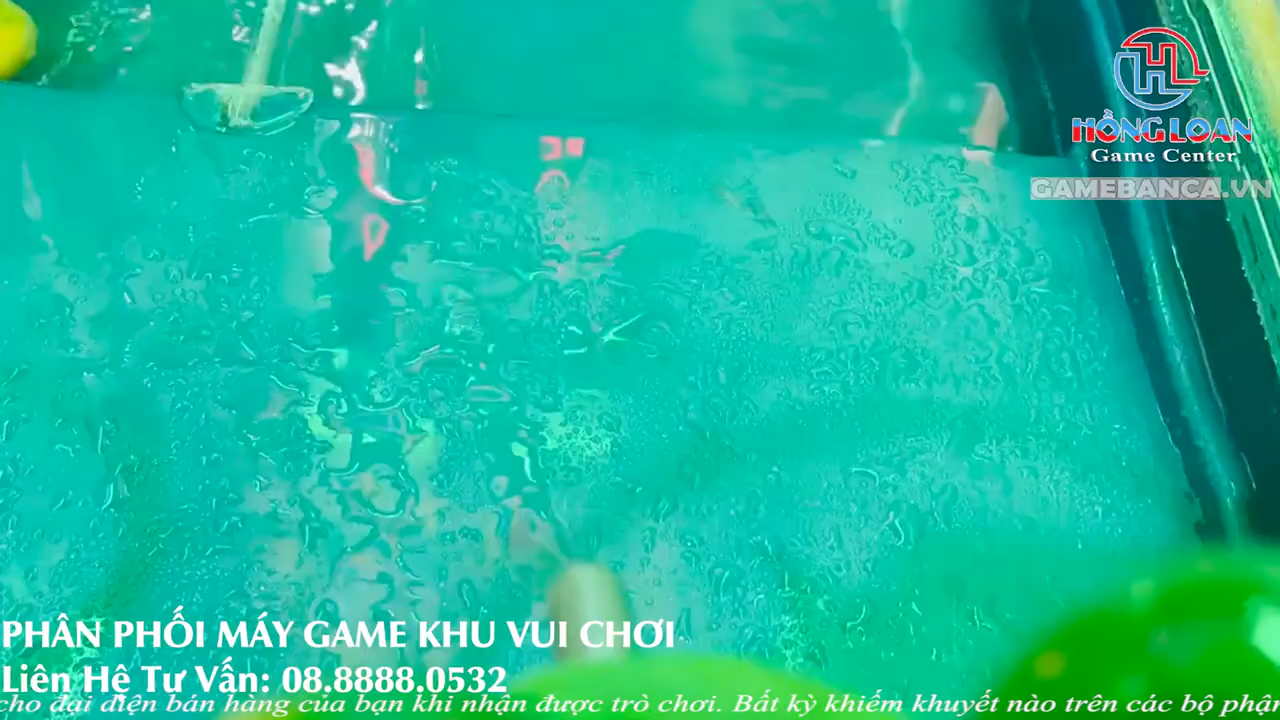 HỒNG LOAN
Game Center
GAMEBANCA.VN
PHÂN PHỐI MÁY GAME KHU VUI CHƠI
Liên Hệ Tư Vấn: 08.8888.0532
cho đại diện bán hàng của bạn khi nhận được trò chơi. Bất kỳ khiếm khuyết nào trên các bộ phận